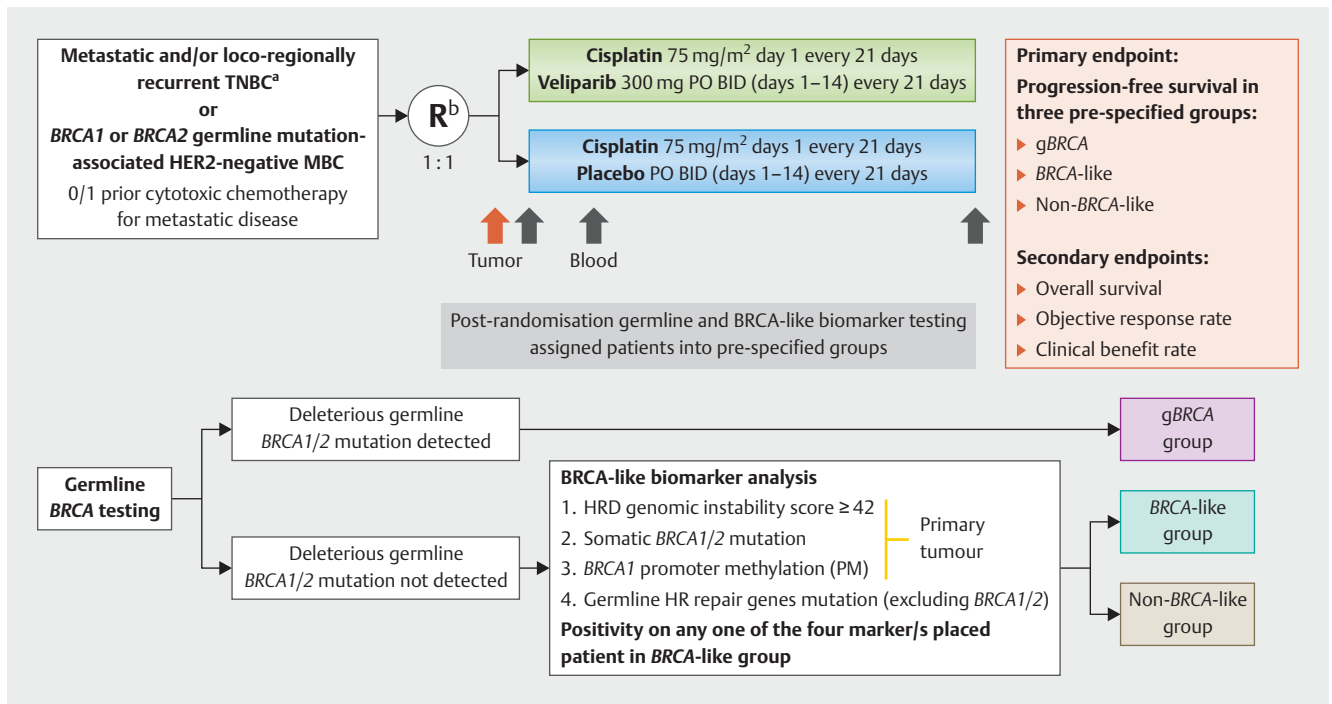 Metastatic and/or loco-regionally
recurrent TNBCᵃ
or
BRCA1 or BRCA2 germline mutation-
associated HER2-negative MBC
0/1 prior cytotoxic chemotherapy
for metastatic disease
Rᵇ
1 : 1
Cisplatin 75 mg/m² day 1 every 21 days
Veliparib 300 mg PO BID (days 1–14) every 21 days
Cisplatin 75 mg/m² days 1 every 21 days
Placebo PO BID (days 1–14) every 21 days
Tumor
Blood
Post-randomisation germline and BRCA-like biomarker testing
assigned patients into pre-specified groups
Primary endpoint:
Progression-free survival in
three pre-specified groups:
gBRCA
BRCA-like
Non-BRCA-like
Secondary endpoints:
Overall survival
Objective response rate
Clinical benefit rate
Germline
BRCA testing
Deleterious germline
BRCA1/2 mutation detected
Deleterious germline
BRCA1/2 mutation not detected
BRCA-like biomarker analysis
1. HRD genomic instability score ≥ 42
2. Somatic BRCA1/2 mutation
3. BRCA1 promoter methylation (PM)
Primary
tumour
4. Germline HR repair genes mutation (excluding BRCA1/2)
Positivity on any one of the four marker/s placed
patient in BRCA-like group
gBRCA
group
BRCA-like
group
Non-BRCA-like
group